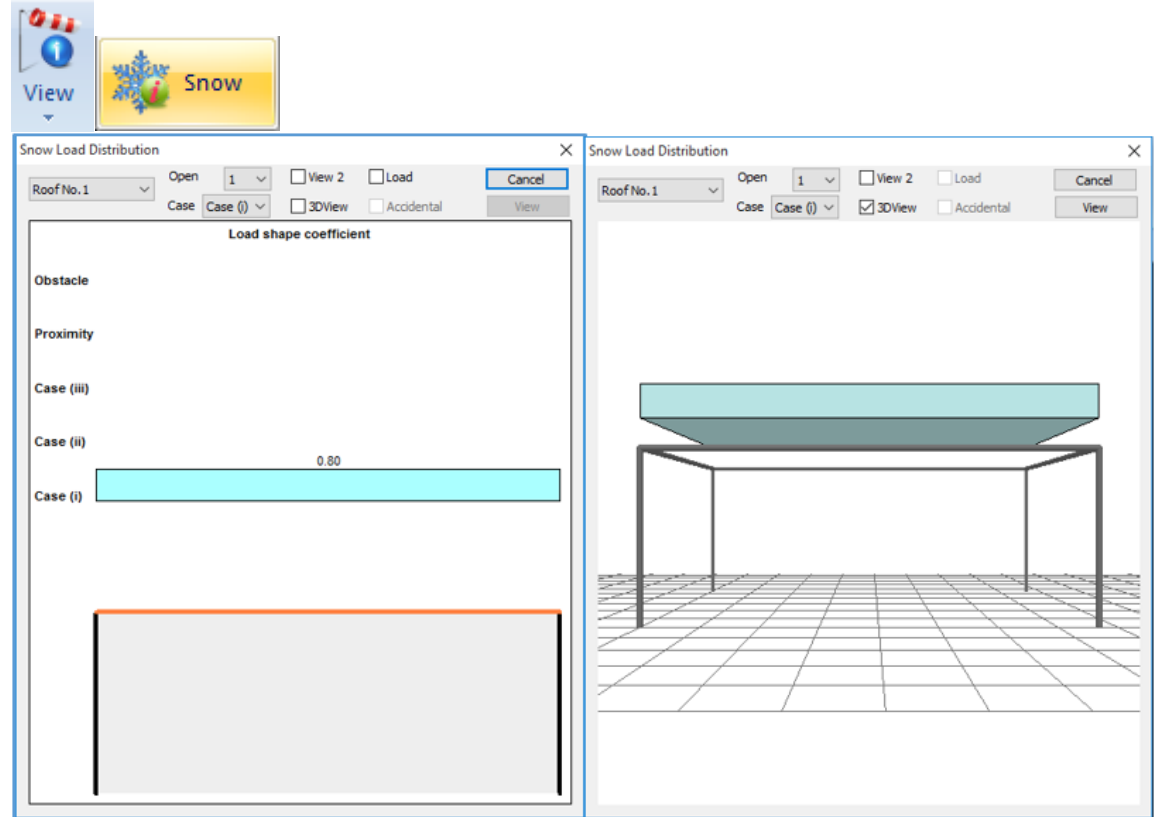 1
View
i
Snow
Snow Load Distribution
Roof No. 1
Open 1 View 2 Load Cancel
Case Case (i) 3DView Accidental View
Load shape coefficient
Obstacle
Proximity
Case (iii)
Case (ii)
0.80
Case (i)
Snow Load Distribution
Roof No. 1
Open 1 View 2 Load Cancel
Case Case (i) 3DView Accidental View